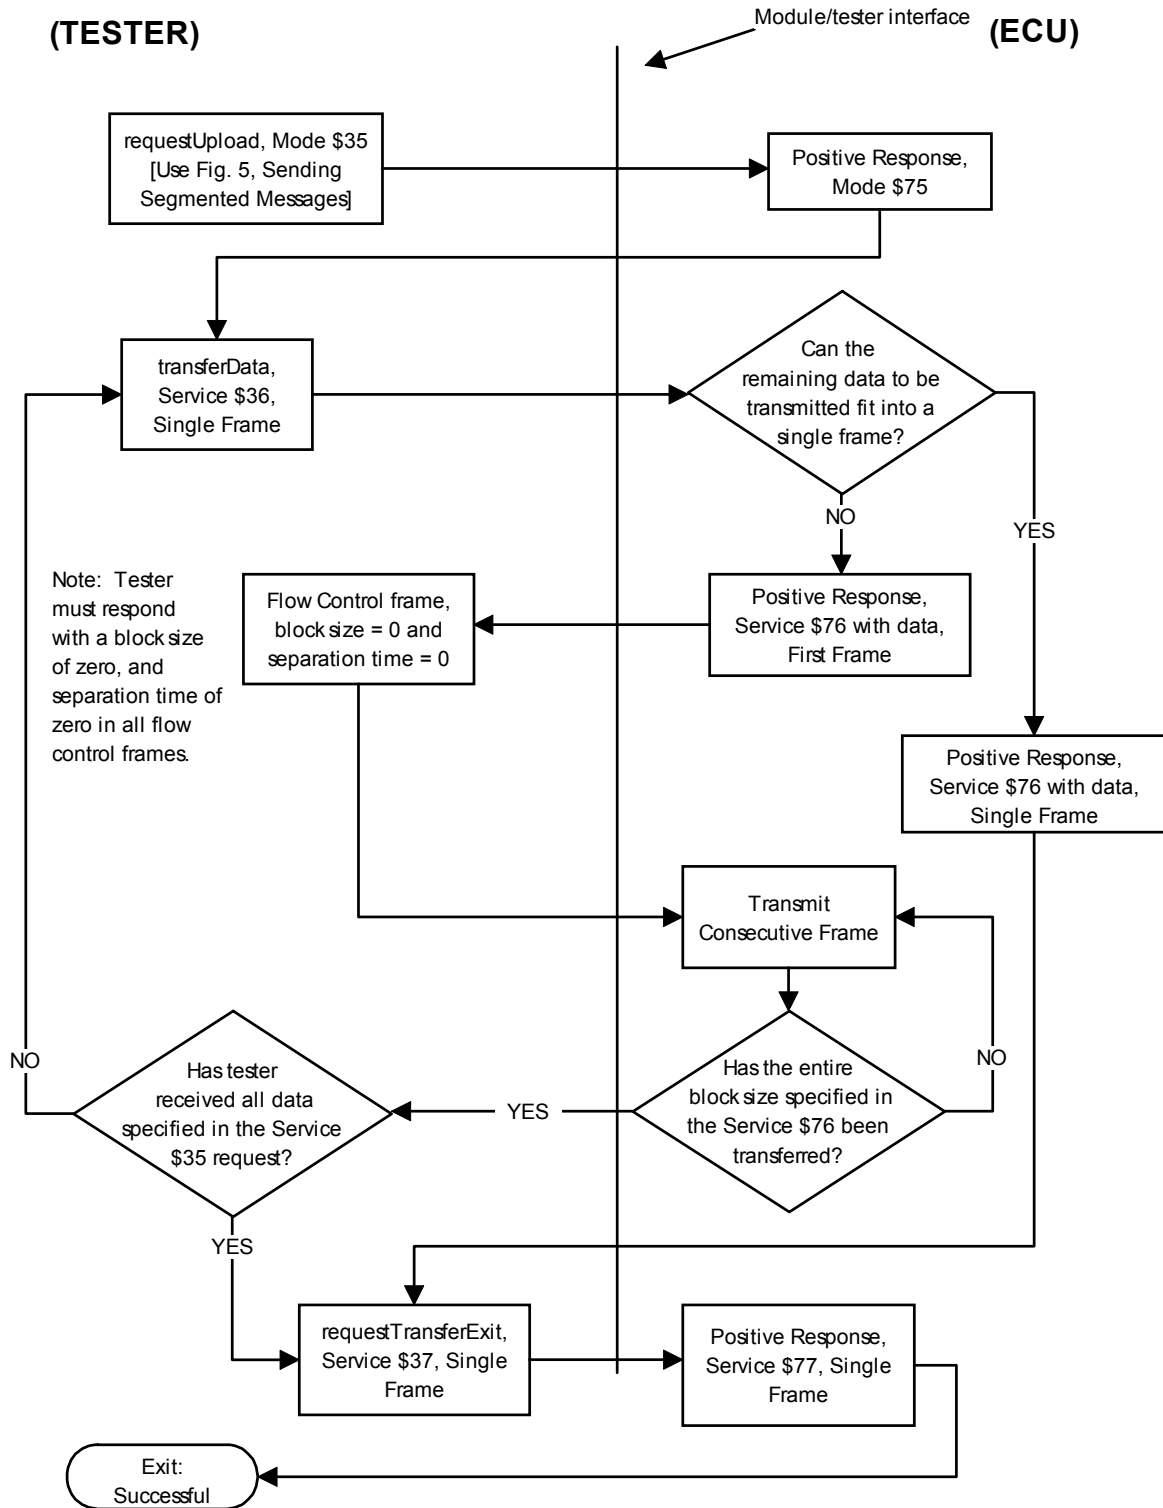 (TESTER)
Module/tester interface
(ECU)
requestUpload, Mode $35
[Use Fig. 5, Sending
Segmented Messages]
Positive Response,
Mode $75
transferData,
Service $36,
Single Frame
Can the
remaining data to be
transmitted fit into a
single frame?
NO
YES
Note: Tester
must respond
with a block size
of zero, and
separation time of
zero in all flow
control frames.
Flow Control frame,
block size = 0 and
separation time = 0
Positive Response,
Service $76 with data,
First Frame
Positive Response,
Service $76 with data,
Single Frame
Transmit
Consecutive Frame
NO
Has tester
received all data
specified in the Service
$35 request?
YES
Has the entire
block size specified in
the Service $76 been
transferred?
NO
YES
requestTransferExit,
Service $37, Single
Frame
Positive Response,
Service $77, Single
Frame
Exit:
Successful